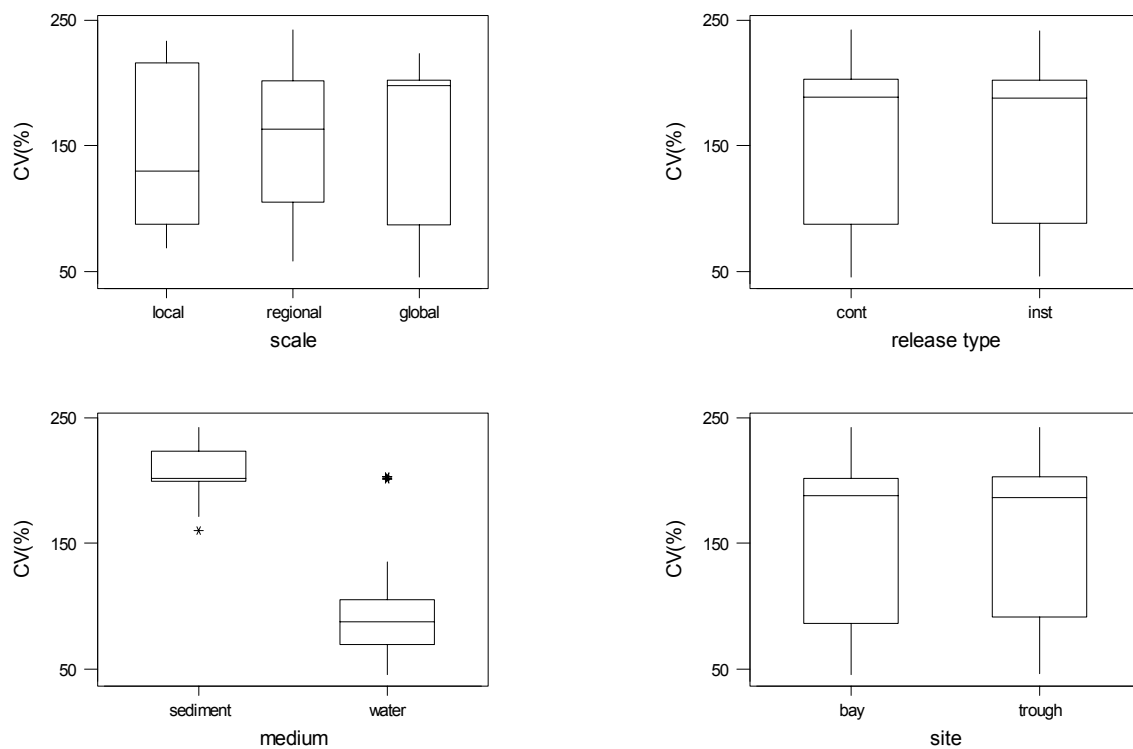 250
150
50
CV(%)
local regional global
scale
250
150
50
CV(%)
cont inst
release type
250
150
50
CV(%)
sediment water
medium
250
150
50
CV(%)
bay trough
site